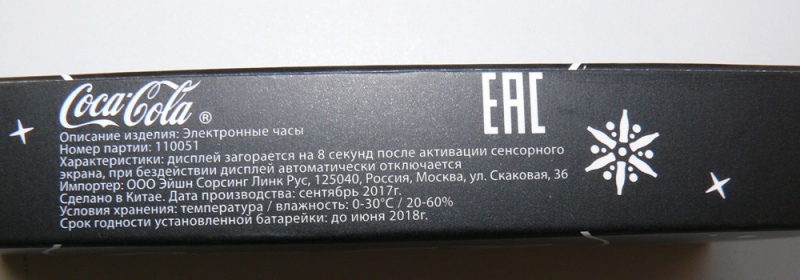 Coca-Cola ®
EAC
Описание изделия: Электронные часы
Номер партии: 110051
Характеристики: дисплей загорается на 8 секунд после активации сенсорного
экрана, при бездействии дисплей автоматически отключается
Импортер: ООО Эйшн Сорсинг Линк Рус, 125040, Россия, Москва, ул. Скаковая, 36
Сделано в Китае. Дата производства: сентябрь 2017г.
Условия хранения: температура / влажность: 0-30°C / 20-60%
Срок годности установленной батарейки: до июня 2018г.